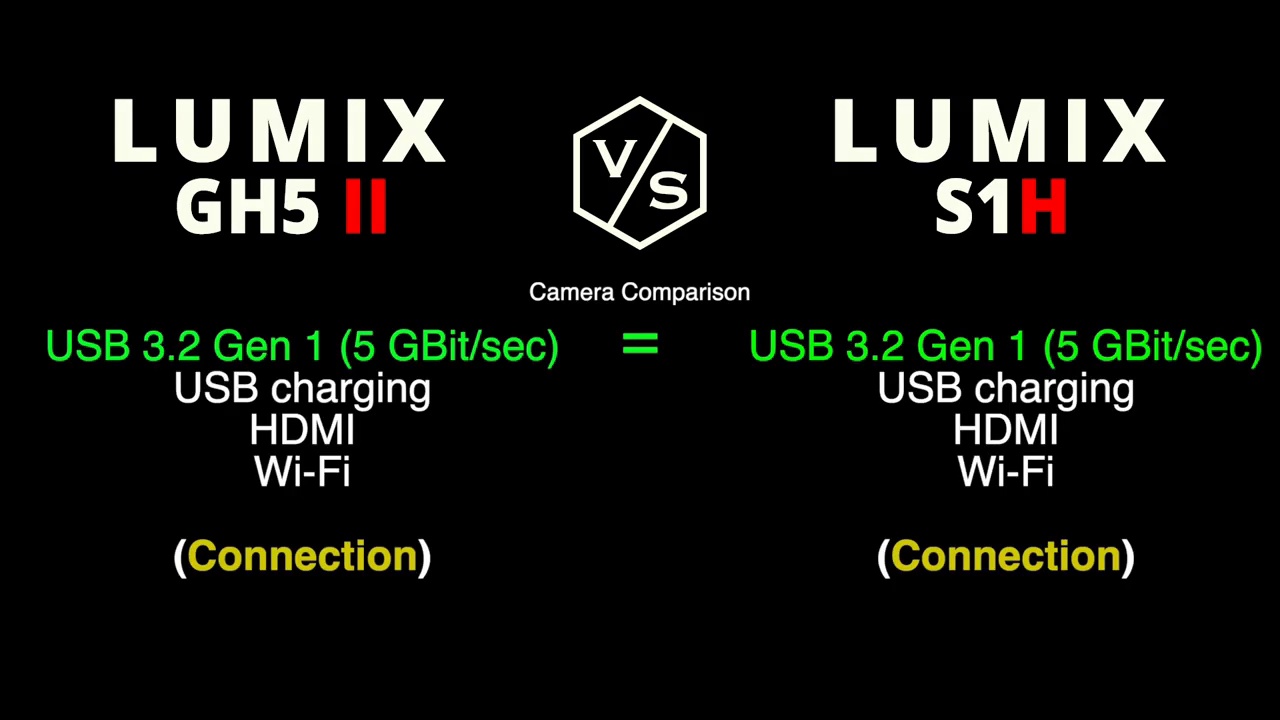 LUMIX
GH5 II
VS
LUMIX
S1H
Camera Comparison
USB 3.2 Gen 1 (5 GBit/sec)
USB charging
HDMI
Wi-Fi
(Connection)
=
USB 3.2 Gen 1 (5 GBit/sec)
USB charging
HDMI
Wi-Fi
(Connection)